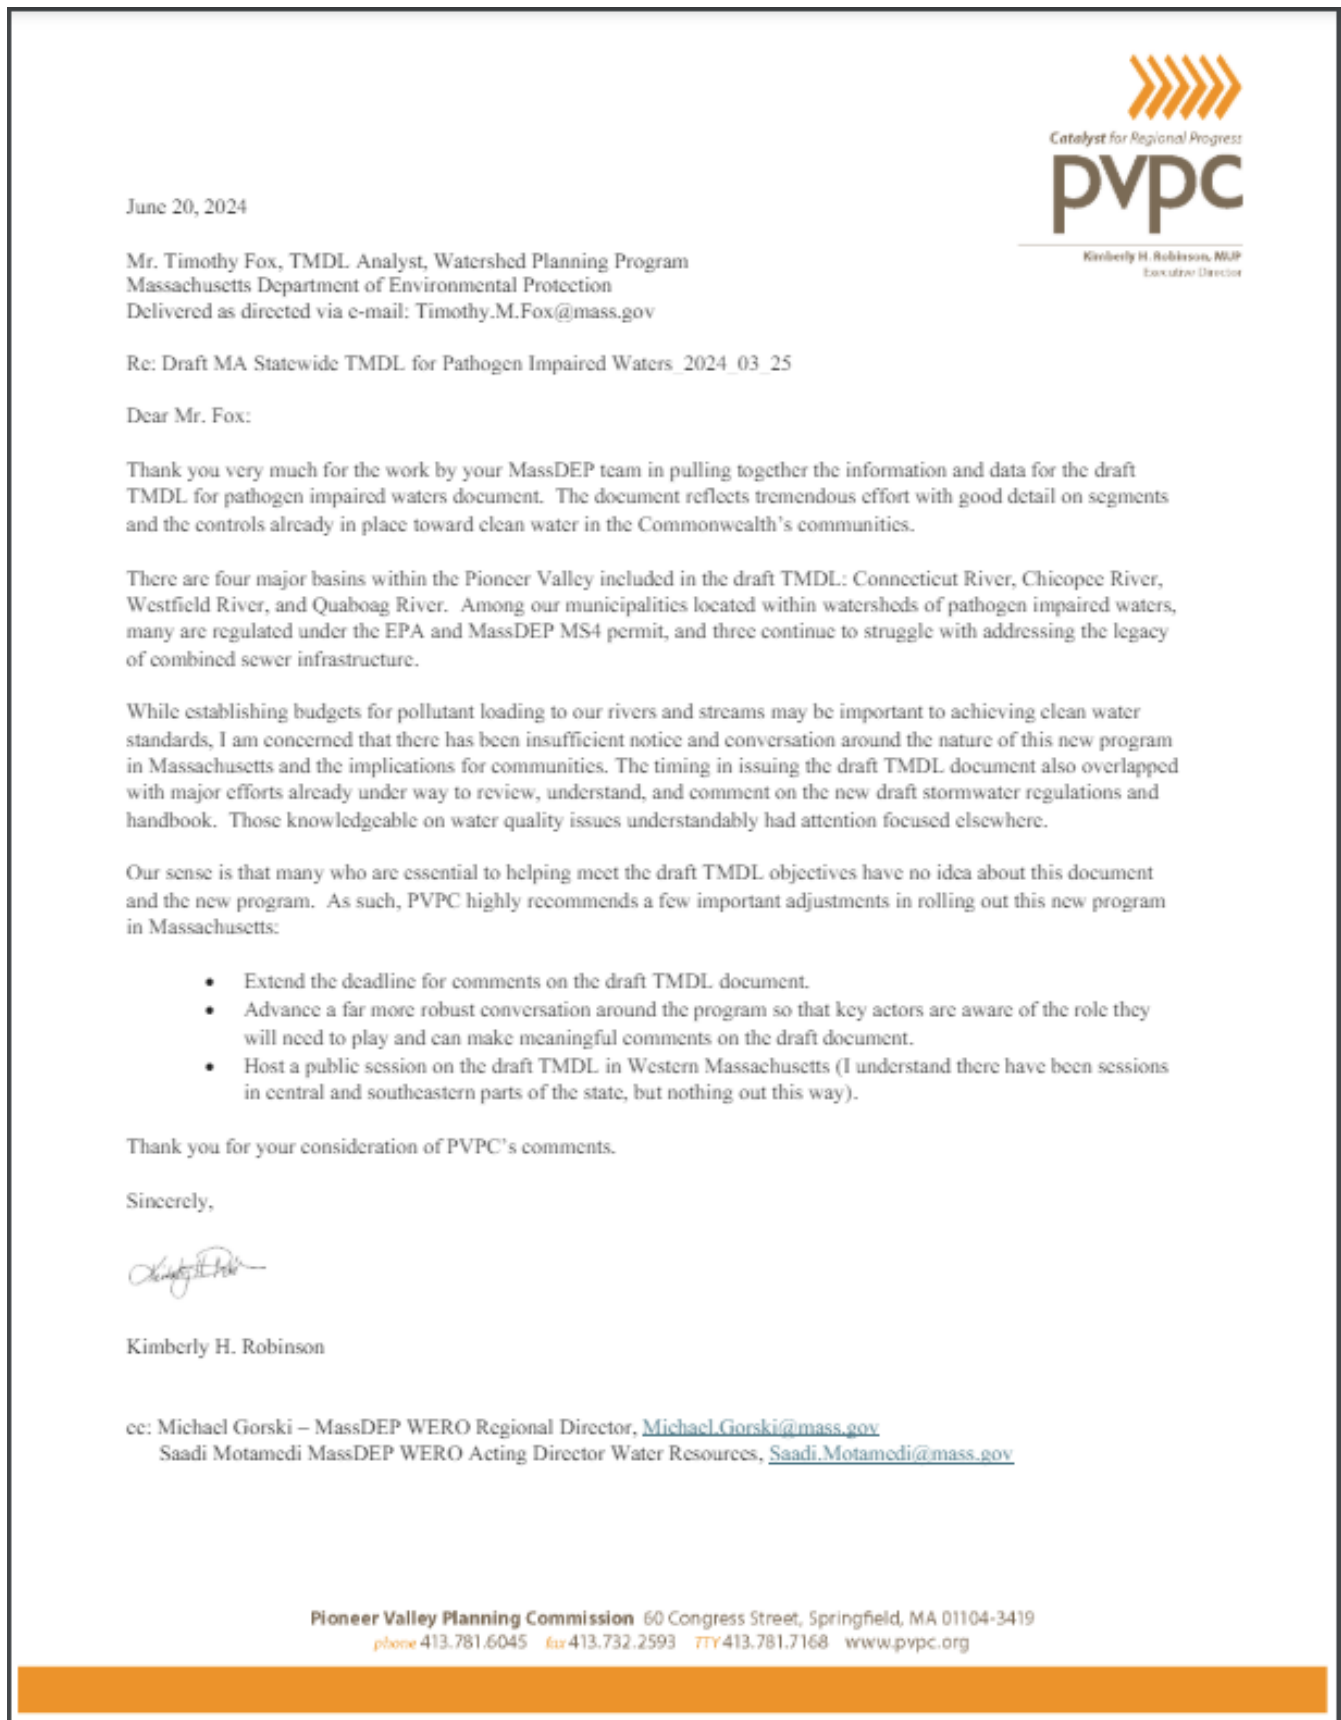 Catalyst for Regional Progress
pvpc
Kimberly H. Robinson, MUP
Executive Director
June 20, 2024
Mr. Timothy Fox, TMDL Analyst, Watershed Planning Program
Massachusetts Department of Environmental Protection
Delivered as directed via e-mail: Timothy.M.Fox@mass.gov
Re: Draft MA Statewide TMDL for Pathogen Impaired Waters_2024_03_25
Dear Mr. Fox:
Thank you very much for the work by your MassDEP team in pulling together the information and data for the draft
TMDL for pathogen impaired waters document.  The document reflects tremendous effort with good detail on segments
and the controls already in place toward clean water in the Commonwealth's communities.
There are four major basins within the Pioneer Valley included in the draft TMDL: Connecticut River, Chicopee River,
Westfield River, and Quaboag River.  Among our municipalities located within watersheds of pathogen impaired waters,
many are regulated under the EPA and MassDEP MS4 permit, and three continue to struggle with addressing the legacy
of combined sewer infrastructure.
While establishing budgets for pollutant loading to our rivers and streams may be important to achieving clean water
standards, I am concerned that there has been insufficient notice and conversation around the nature of this new program
in Massachusetts and the implications for communities. The timing in issuing the draft TMDL document also overlapped
with major efforts already under way to review, understand, and comment on the new draft stormwater regulations and
handbook.  Those knowledgeable on water quality issues understandably had attention focused elsewhere.
Our sense is that many who are essential to helping meet the draft TMDL objectives have no idea about this document
and the new program.  As such, PVPC highly recommends a few important adjustments in rolling out this new program
in Massachusetts:
• Extend the deadline for comments on the draft TMDL document.
• Advance a far more robust conversation around the program so that key actors are aware of the role they
will need to play and can make meaningful comments on the draft document.
• Host a public session on the draft TMDL in Western Massachusetts (I understand there have been sessions
in central and southeastern parts of the state, but nothing out this way).
Thank you for your consideration of PVPC's comments.
Sincerely,
Kimberly H. Robinson
cc: Michael Gorski – MassDEP WERO Regional Director, Michael.Gorski@mass.gov
Saadi Motamedi MassDEP WERO Acting Director Water Resources, Saadi.Motamedi@mass.gov
Pioneer Valley Planning Commission 60 Congress Street, Springfield, MA 01104-3419
phone 413.781.6045 fax 413.732.2593 TTY 413.781.7168 www.pvpc.org